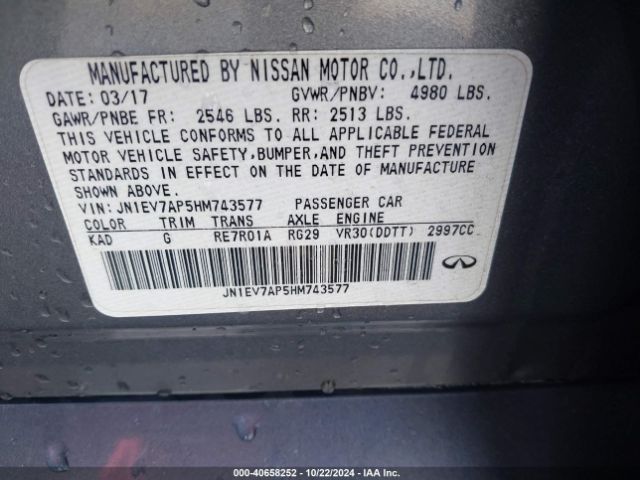 MANUFACTURED BY NISSAN MOTOR CO.,LTD.
DATE: 03/17 GVWR/PNBV: 4980 LBS.
GAWR/PNBE FR: 2546 LBS. RR: 2513 LBS.
THIS VEHICLE CONFORMS TO ALL APPLICABLE FEDERAL
MOTOR VEHICLE SAFETY,BUMPER,AND THEFT PREVENTION
STANDARDS IN EFFECT ON THE DATE OF MANUFACTURE
SHOWN ABOVE.
VIN: JN1EV7AP5HM743577 PASSENGER CAR
COLOR TRIM TRANS AXLE ENGINE
KAD G RE7R01A RG29 VR30(DDTT) 2997CC
JN1EV7AP5HM743577
INFINITI
000-40658252 - 10/22/2024 - IAA Inc.